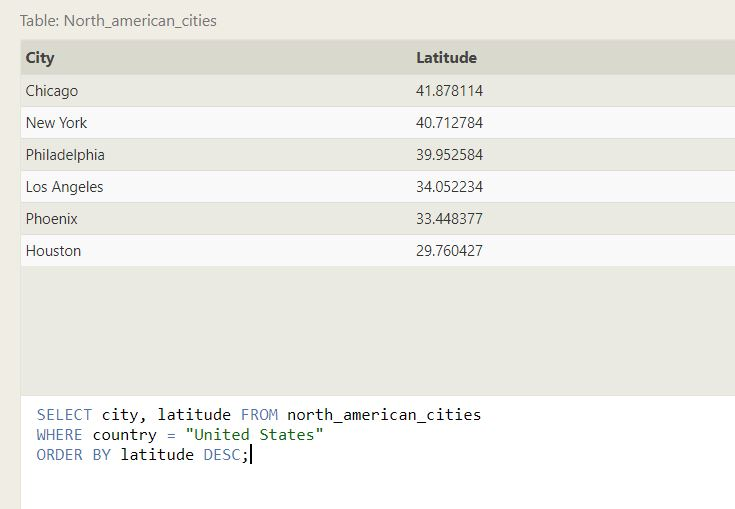 Table: North_american_cities
City Latitude
Chicago 41.878114
New York 40.712784
Philadelphia 39.952584
Los Angeles 34.052234
Phoenix 33.448377
Houston 29.760427
SELECT city, latitude FROM north_american_cities
WHERE country = "United States"
ORDER BY latitude DESC;